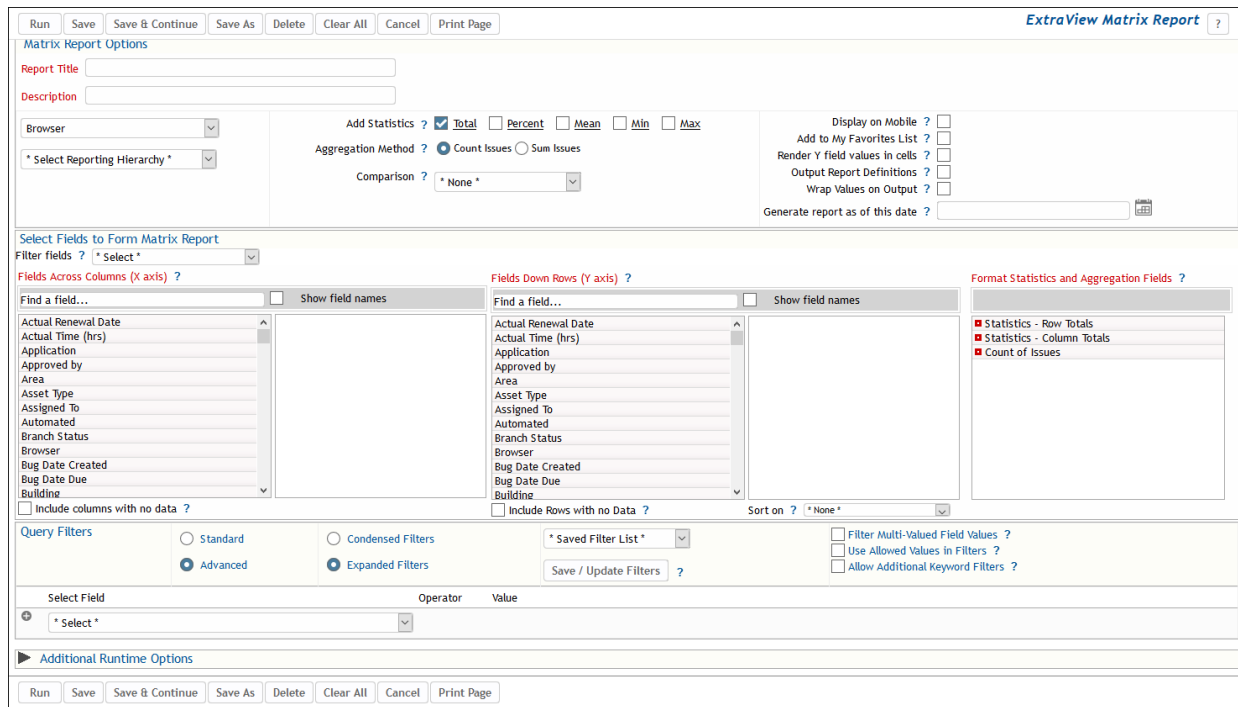 Run Save Save & Continue Save As Delete Clear All Cancel Print Page ExtraView Matrix Report ?
Matrix Report Options
Report Title
Description
Browser
* Select Reporting Hierarchy *
Add Statistics ? Total Percent Mean Min Max
Aggregation Method ? Count Issues Sum Issues
Comparison ? * None *
Display on Mobile ?
Add to My Favorites List ?
Render Y field values in cells ?
Output Report Definitions ?
Wrap Values on Output ?
Generate report as of this date ?
Select Fields to Form Matrix Report
Filter fields ? * Select *
Fields Across Columns (X axis) ?
Find a field... Show field names
Actual Renewal Date
Actual Time (hrs)
Application
Approved by
Area
Asset Type
Assigned To
Automated
Branch Status
Browser
Bug Date Created
Bug Date Due
Building
Include columns with no data ?
Fields Down Rows (Y axis) ?
Find a field... Show field names
Actual Renewal Date
Actual Time (hrs)
Application
Approved by
Area
Asset Type
Assigned To
Automated
Branch Status
Browser
Bug Date Created
Bug Date Due
Building
Include Rows with no Data ? Sort on ? * None *
Format Statistics and Aggregation Fields ?
Statistics - Row Totals
Statistics - Column Totals
Count of Issues
Query Filters
Standard
Advanced
Condensed Filters
Expanded Filters
* Saved Filter List *
Save / Update Filters ?
Filter Multi-Valued Field Values ?
Use Allowed Values in Filters ?
Allow Additional Keyword Filters ?
Select Field Operator Value
* Select *
Additional Runtime Options
Run Save Save & Continue Save As Delete Clear All Cancel Print Page